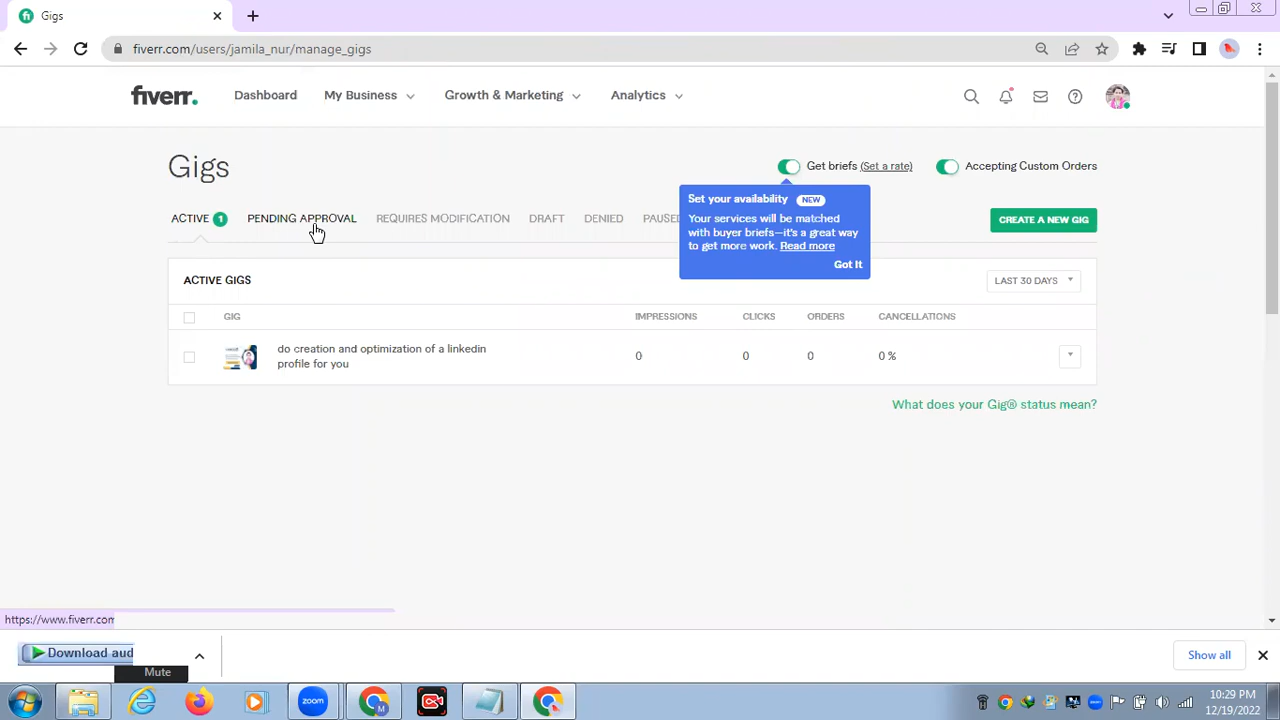 Gigs
fiverr.com/users/jamila_nur/manage_gigs
fiverr.
Dashboard
My Business
Growth & Marketing
Analytics
Gigs
Get briefs (Set a rate)
Accepting Custom Orders
ACTIVE 1
PENDING APPROVAL
REQUIRES MODIFICATION
DRAFT
DENIED
PAUSED
Set your availability NEW
Your services will be matched
with buyer briefs—it's a great way
to get more work. Read more
Got It
CREATE A NEW GIG
ACTIVE GIGS
LAST 30 DAYS
GIG
IMPRESSIONS
CLICKS
ORDERS
CANCELLATIONS
do creation and optimization of a linkedin
profile for you
0
0
0
0 %
What does your Gig® status mean?
https://www.fiverr.com
Download aud
Mute
Show all
zoom
M
10:29 PM
12/19/2022